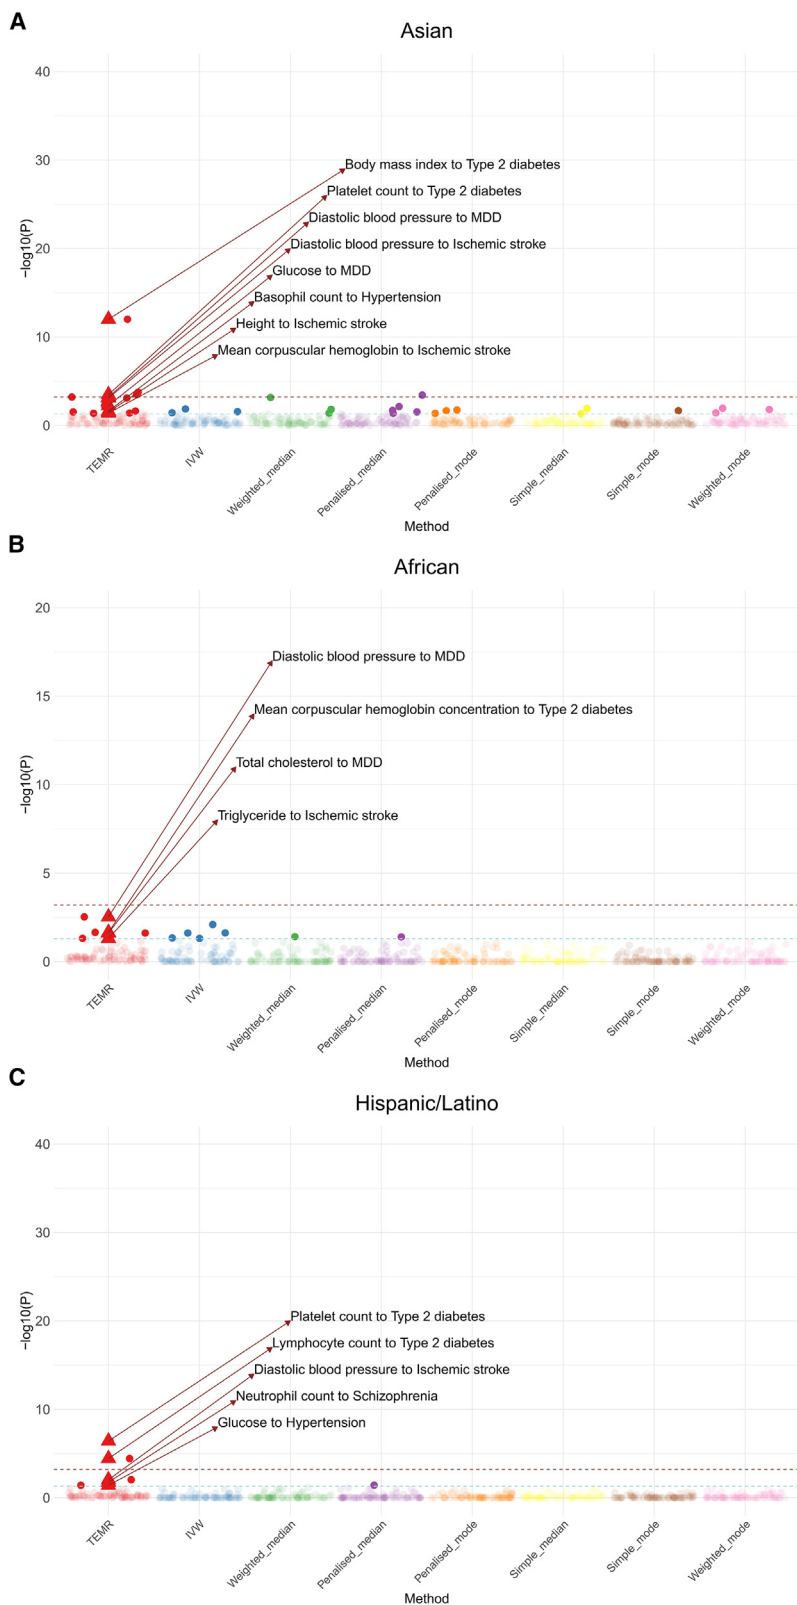 A
Asian
40
30
20
10
0
−log10(P)
Body mass index to Type 2 diabetes
Platelet count to Type 2 diabetes
Diastolic blood pressure to MDD
Diastolic blood pressure to Ischemic stroke
Glucose to MDD
Basophil count to Hypertension
Height to Ischemic stroke
Mean corpuscular hemoglobin to Ischemic stroke
TEMR
IVW
Weighted_median
Penalised_median
Penalised_mode
Simple_median
Simple_mode
Weighted_mode
Method
B
African
20
15
10
5
0
−log10(P)
Diastolic blood pressure to MDD
Mean corpuscular hemoglobin concentration to Type 2 diabetes
Total cholesterol to MDD
Triglyceride to Ischemic stroke
TEMR
IVW
Weighted_median
Penalised_median
Penalised_mode
Simple_median
Simple_mode
Weighted_mode
Method
C
Hispanic/Latino
40
30
20
10
0
−log10(P)
Platelet count to Type 2 diabetes
Lymphocyte count to Type 2 diabetes
Diastolic blood pressure to Ischemic stroke
Neutrophil count to Schizophrenia
Glucose to Hypertension
TEMR
IVW
Weighted_median
Penalised_median
Penalised_mode
Simple_median
Simple_mode
Weighted_mode
Method